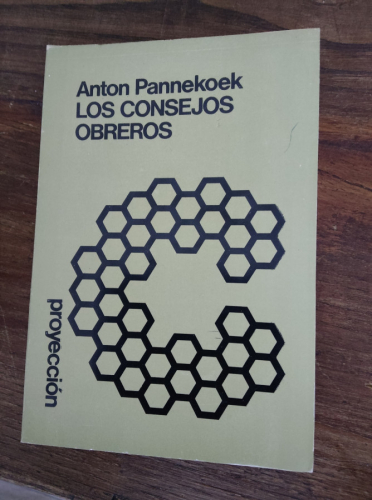 Anton Pannekoek
LOS CONSEJOS
OBREROS
proyección